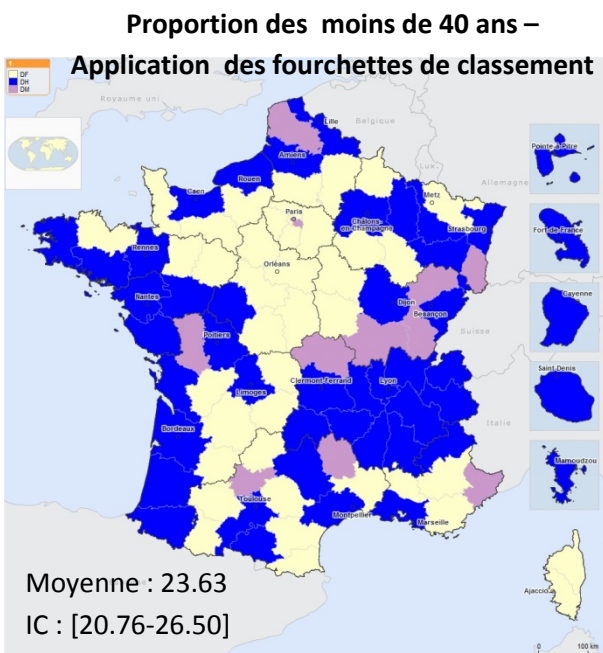 Proportion des moins de 40 ans –
Application des fourchettes de classement
DF
DH
DM
Royaume uni
Belgique
Lille
Amiens
Pointe-à-Pitre
Lux.
Allemagne
Rouen
Caen
Metz
Paris
Châlons-
en-Champagne
Strasbourg
Fort-de-France
Rennes
Orléans
Cayenne
Nantes
Dijon
Besançon
Suisse
Poitiers
Saint-Denis
Clermont-Ferrand
Lyon
Limoges
Italie
Bordeaux
Mamoudzou
Toulouse
Montpellier
Marseille
Moyenne : 23.63
Ajaccio
IC : [20.76-26.50]
0 100 km